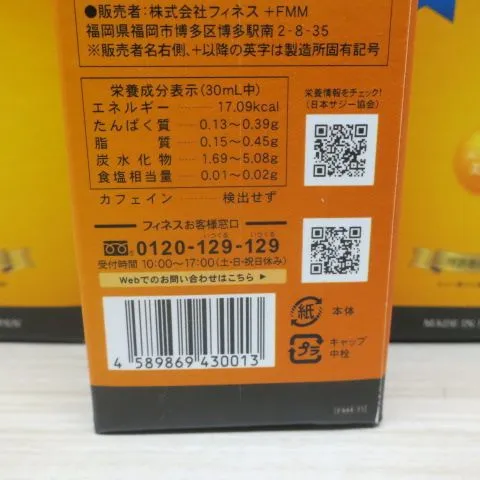 ●販売者:株式会社フィネス +FMM
福岡県福岡市博多区博多駅南2-8-35
※販売者名右側、+以降の英字は製造所固有記号
栄養成分表示(30mL中)
エネルギー 17.09kcal
たんぱく質 0.13〜0.39g
脂質 0.15〜0.45g
炭水化物 1.69〜5.08g
食塩相当量 0.01〜0.02g
カフェイン 検出せず
栄養情報をチェック!
(日本サジー協会)
フィネスお客様窓口
いつくる いつくる
0120-129-129
受付時間 10:00〜17:00(土・日・祝日休み)
Webでのお問い合わせはこちら ▶
4 589869 430013
紙 本体
プラ キャップ
中栓
MADE IN